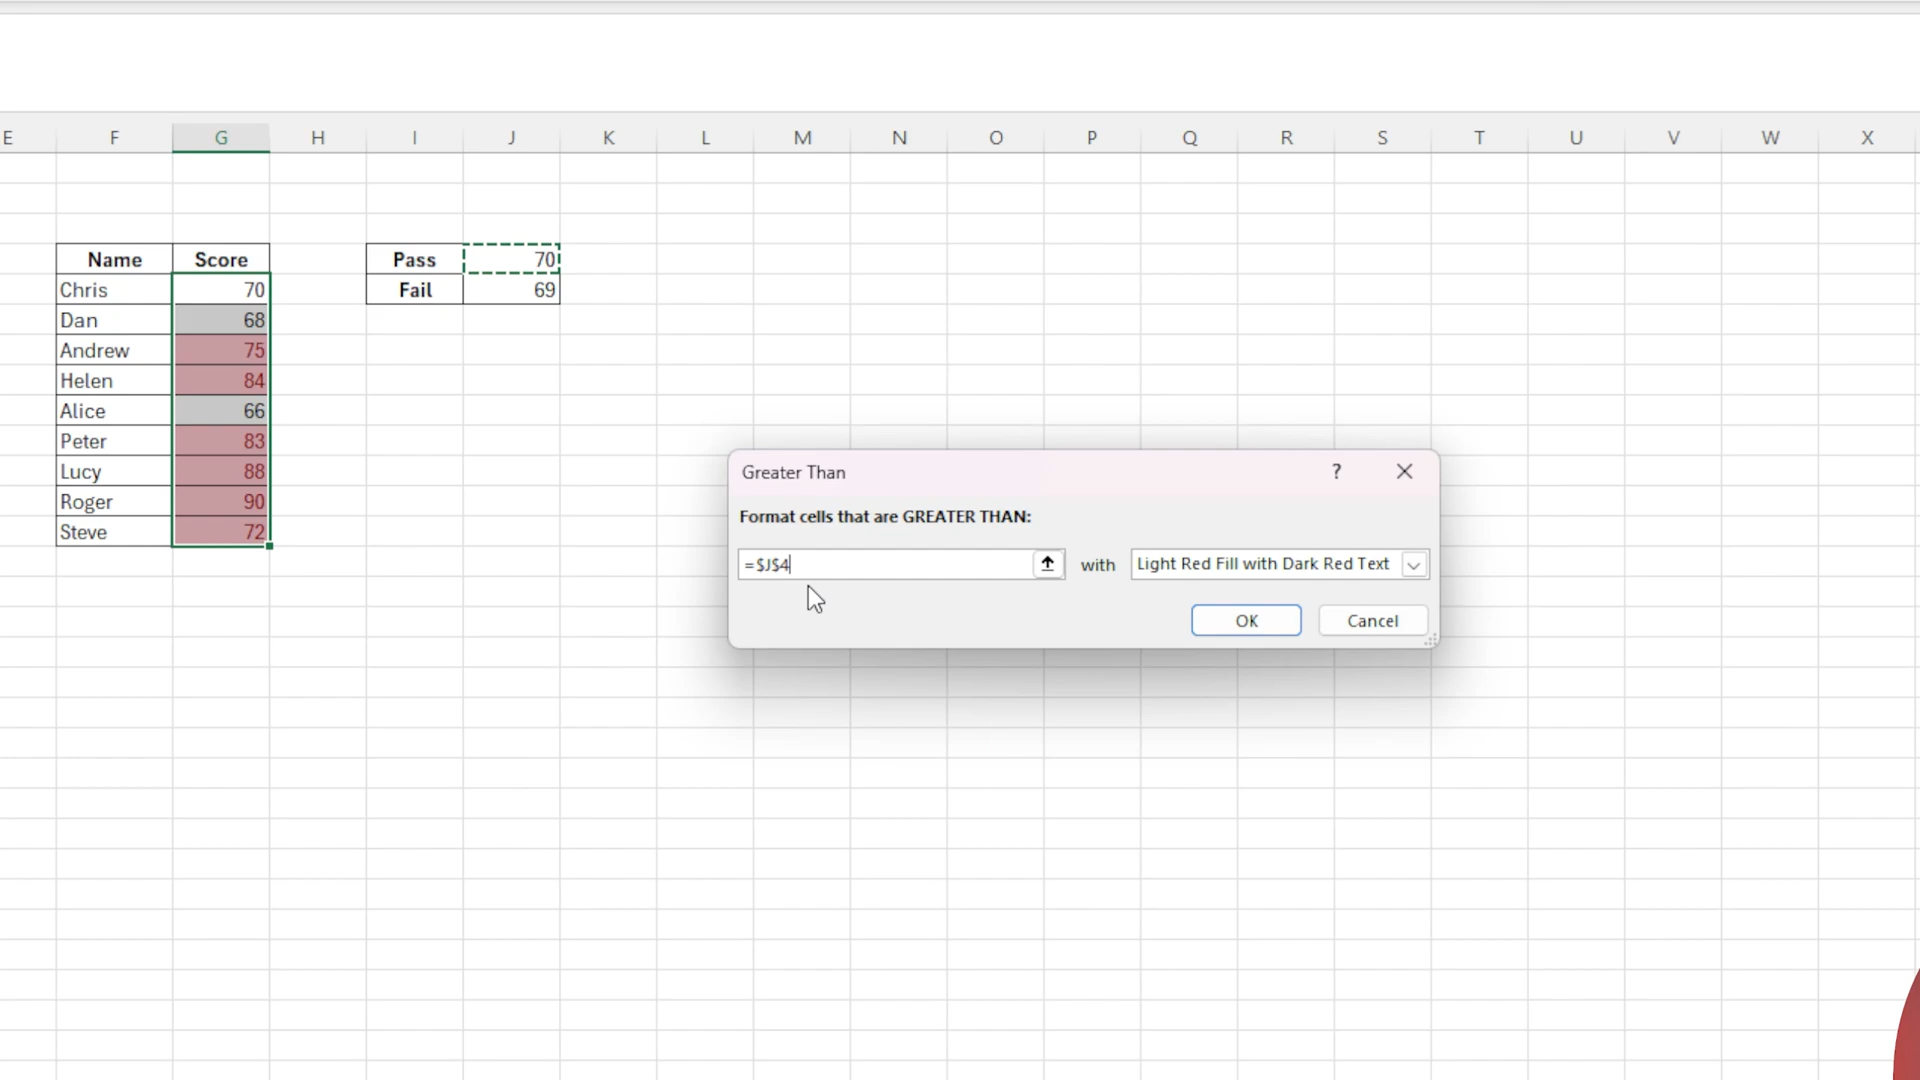 E F G H I J K L M N O P Q R S T U V W X
Name Score Pass 70
Chris 70 Fail 69
Dan 68
Andrew 75
Helen 84
Alice 66
Peter 83
Lucy 88
Roger 90
Steve 72
Greater Than ?
Format cells that are GREATER THAN:
=$J$4 with Light Red Fill with Dark Red Text
OK Cancel